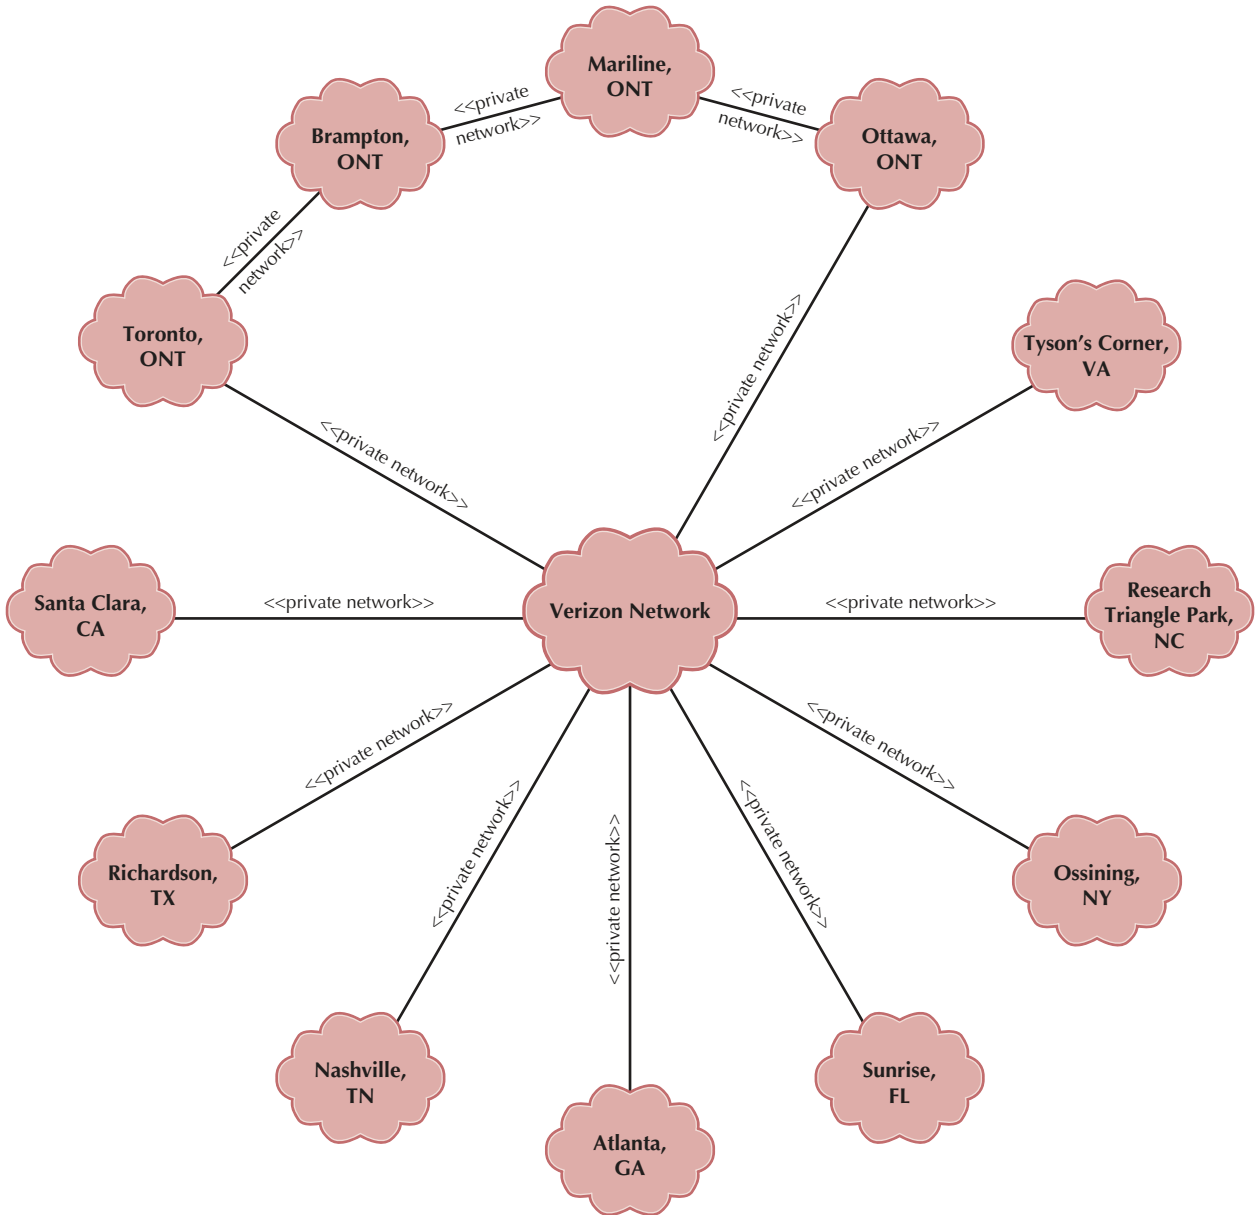 Mariline,
ONT
<<private
network>>
<<private
network>>
Brampton,
ONT
Ottawa,
ONT
<<private
network>>
Toronto,
ONT
<<private network>>
Tyson's Corner,
VA
<<private network>>
<<private network>>
Santa Clara,
CA
<<private network>>
Verizon Network
<<private network>>
Research
Triangle Park,
NC
<<private network>>
<<private network>>
<<private network>>
<<private network>>
<<private network>>
Richardson,
TX
Ossining,
NY
Nashville,
TN
Sunrise,
FL
Atlanta,
GA